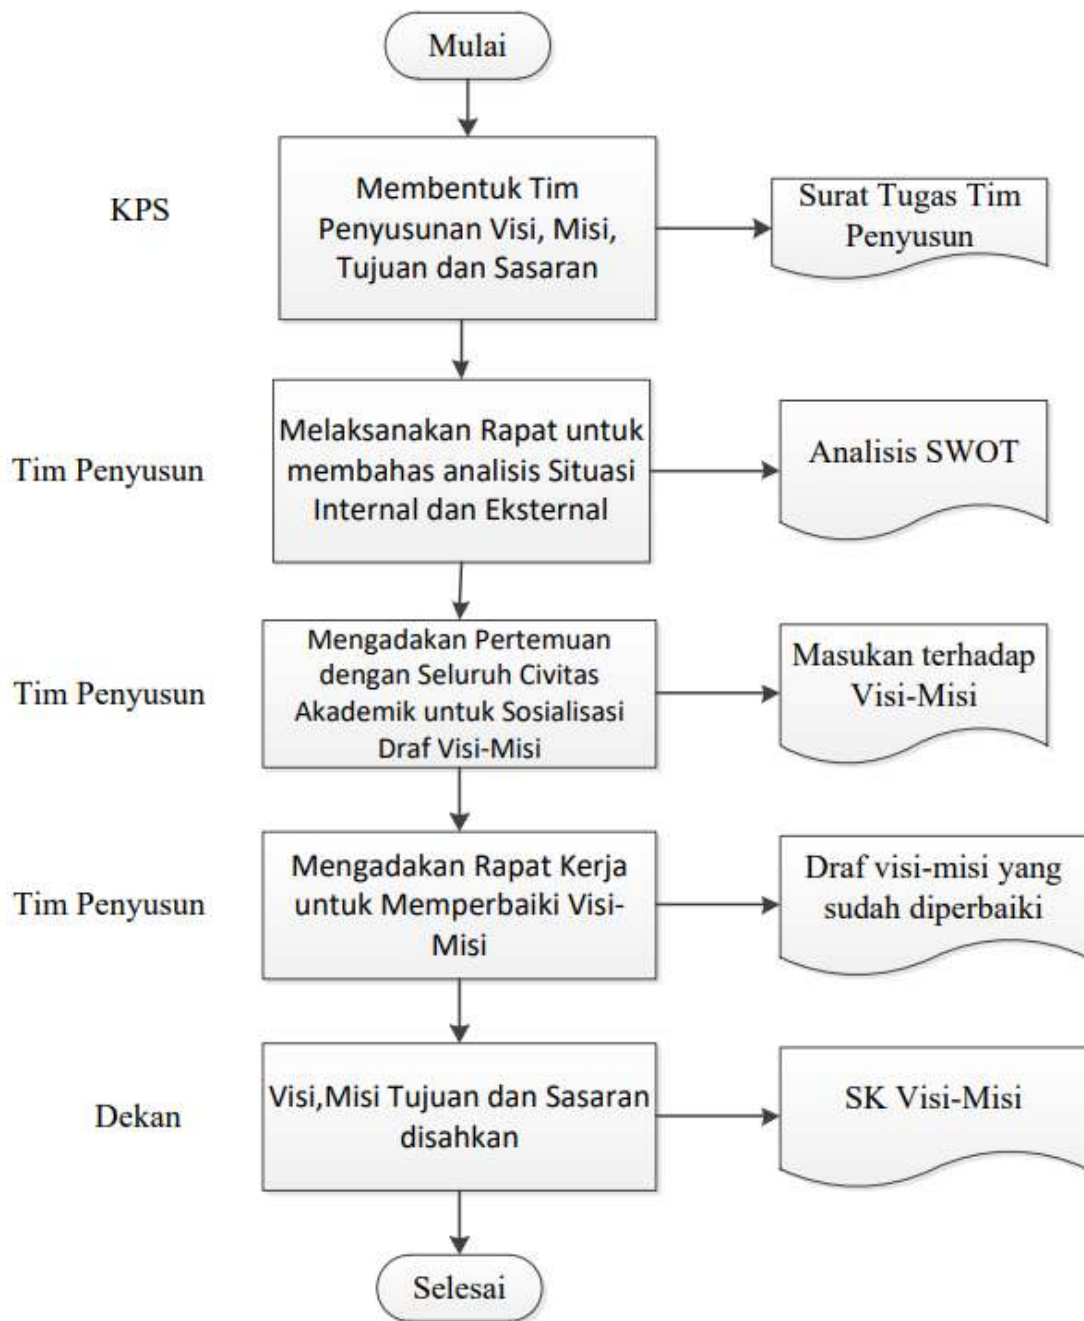 Mulai
KPS
Membentuk Tim
Penyusunan Visi, Misi,
Tujuan dan Sasaran
Surat Tugas Tim
Penyusun
Tim Penyusun
Melaksanakan Rapat untuk
membahas analisis Situasi
Internal dan Eksternal
Analisis SWOT
Tim Penyusun
Mengadakan Pertemuan
dengan Seluruh Civitas
Akademik untuk Sosialisasi
Draf Visi-Misi
Masukan terhadap
Visi-Misi
Tim Penyusun
Mengadakan Rapat Kerja
untuk Memperbaiki Visi-
Misi
Draf visi-misi yang
sudah diperbaiki
Dekan
Visi,Misi Tujuan dan Sasaran
disahkan
SK Visi-Misi
Selesai